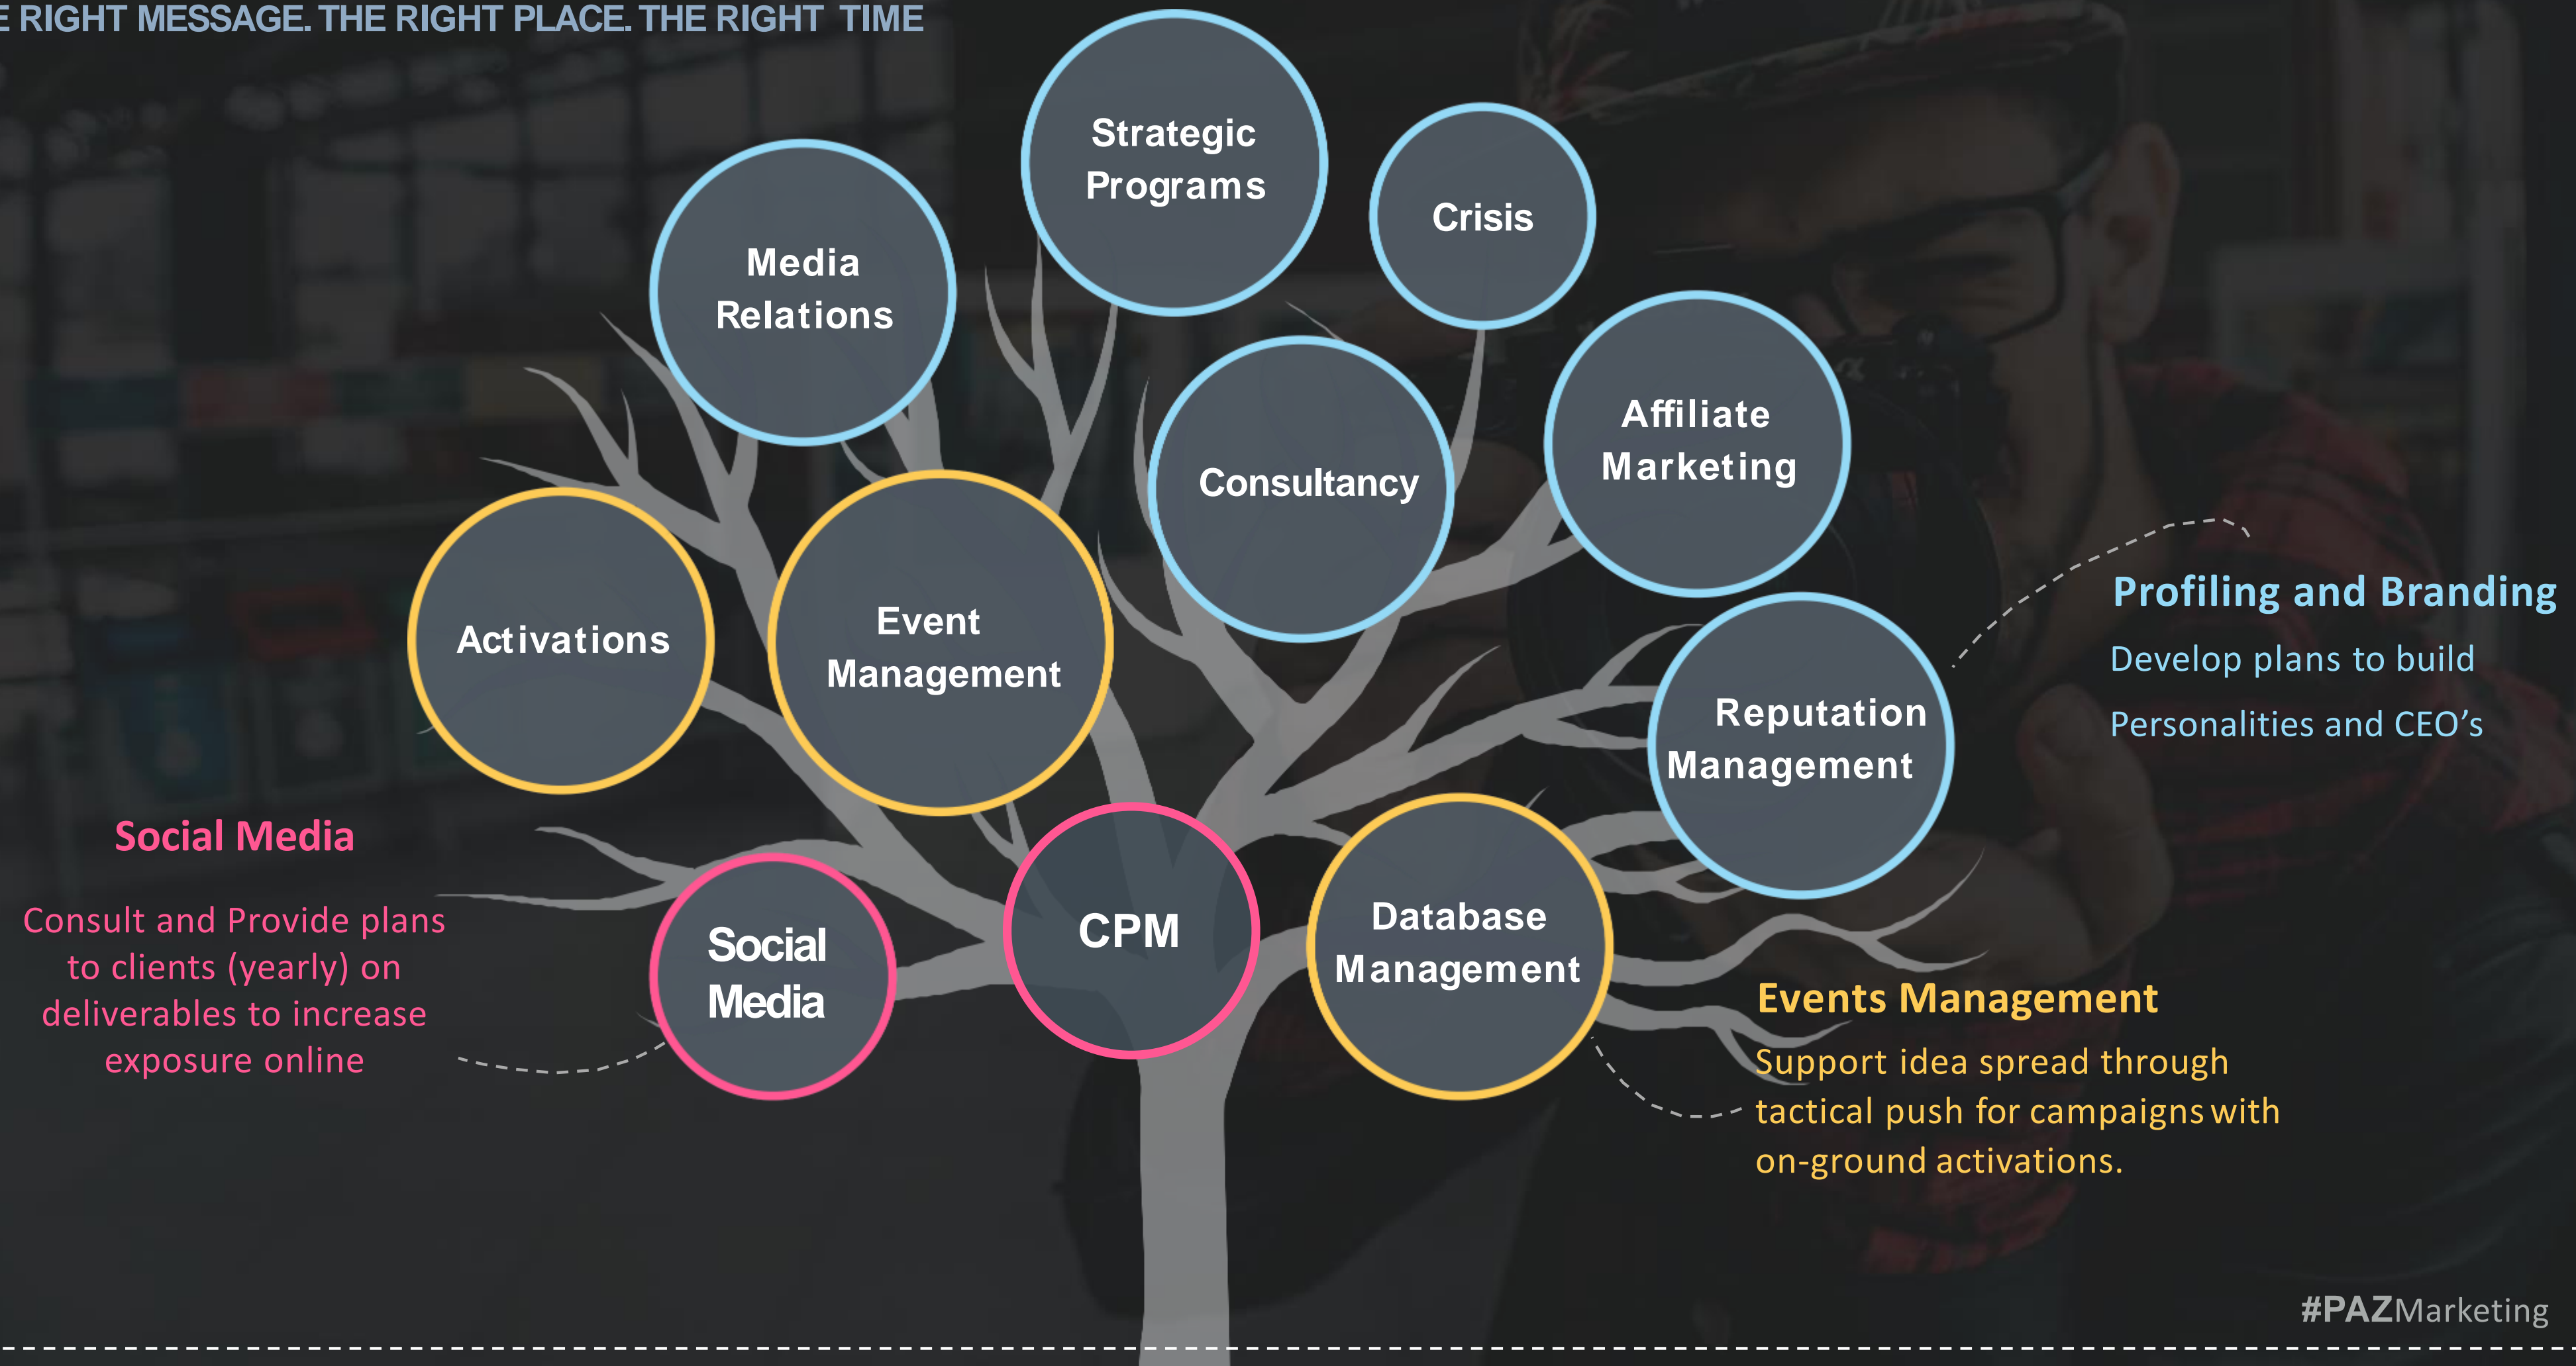 E RIGHT MESSAGE. THE RIGHT PLACE. THE RIGHT TIME
Strategic
Programs
Crisis
Media
Relations
Affiliate
Marketing
Consultancy
Activations
Event
Management
Profiling and Branding
Develop plans to build
Personalities and CEO’s
Reputation
Management
Social Media
Consult and Provide plans
to clients (yearly) on
deliverables to increase
exposure online
Social
Media
CPM
Database
Management
Events Management
Support idea spread through
tactical push for campaigns with
on-ground activations.
#PAZMarketing